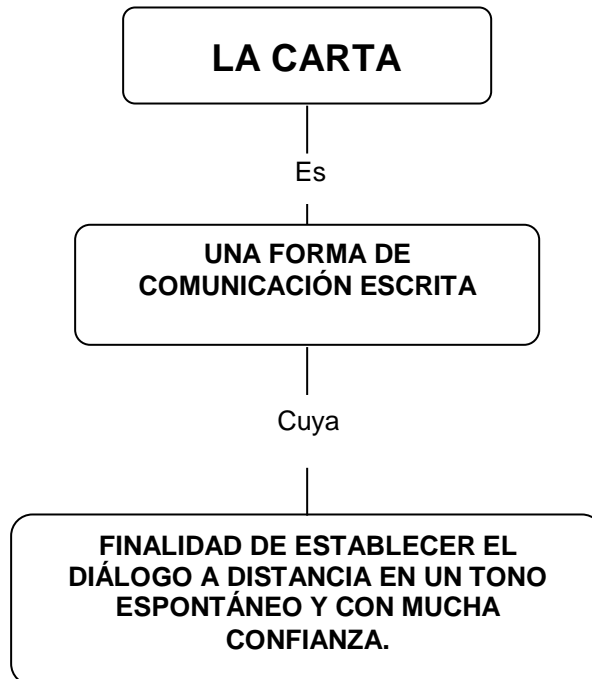 LA CARTA
Es
UNA FORMA DE
COMUNICACIÓN ESCRITA
Cuya
FINALIDAD DE ESTABLECER EL
DIÁLOGO A DISTANCIA EN UN TONO
ESPONTÁNEO Y CON MUCHA
CONFIANZA.